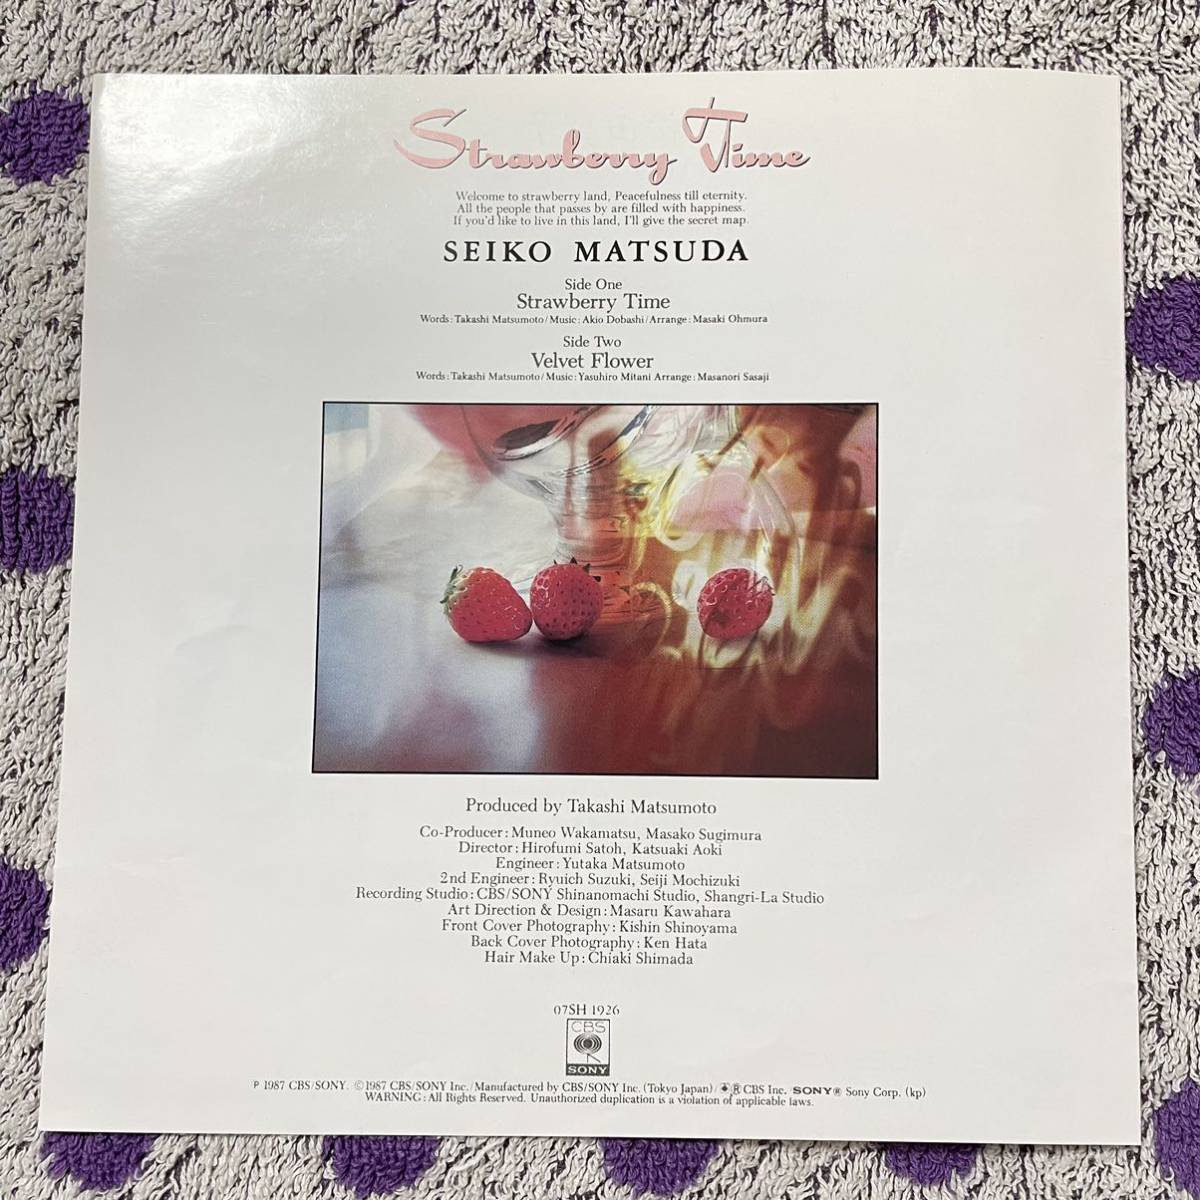 Strawberry Time
Welcome to strawberry land, Peacefulness till eternity.
All the people that passes by are filled with happiness.
If you'd like to live in this land, I'll give the secret map.
SEIKO MATSUDA
Side One
Strawberry Time
Words:Takashi Matsumoto/Music:Akio Dobashi/Arrange:Masaki Ohmura
Side Two
Velvet Flower
Words:Takashi Matsumoto/Music:Yasuhiro Mitani Arrange:Masanori Sasaji
Produced by Takashi Matsumoto
Co-Producer:Muneo Wakamatsu, Masako Sugimura
Director:Hirofumi Satoh, Katsuaki Aoki
Engineer:Yutaka Matsumoto
2nd Engineer:Ryuich Suzuki, Seiji Mochizuki
Recording Studio:CBS/SONY Shinanomachi Studio, Shangri-La Studio
Art Direction & Design:Masaru Kawahara
Front Cover Photography:Kishin Shinoyama
Back Cover Photography:Ken Hata
Hair Make Up:Chiaki Shimada
07SH 1926
CBS
SONY
℗ 1987 CBS/SONY. ©1987 CBS/SONY Inc./Manufactured by CBS/SONY Inc. (Tokyo Japan)/ ® CBS Inc. SONY® Sony Corp. (kp)
WARNING:All Rights Reserved. Unauthorized duplication is a violation of applicable laws.